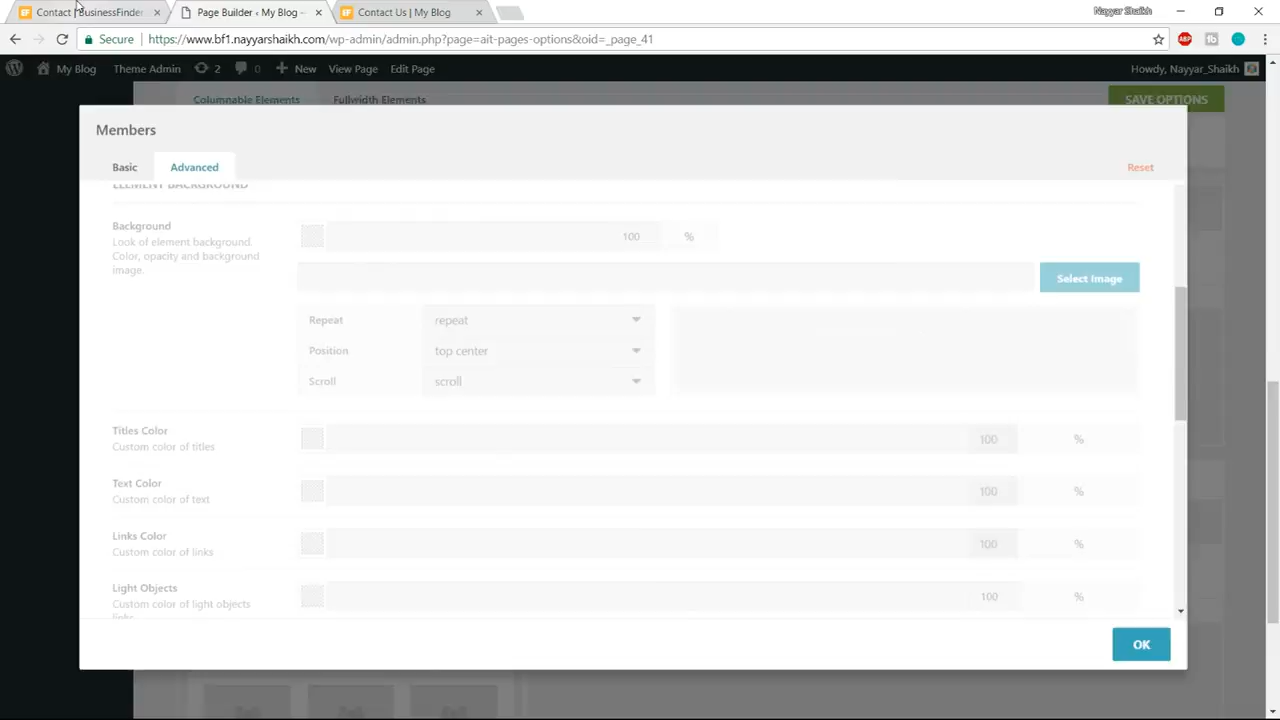 Contact | BusinessFinder
Page Builder ‹ My Blog —
Contact Us | My Blog
Nayyar Shaikh
Secure
https://www.bf1.nayyarshaikh.com/wp-admin/admin.php?page=ait-pages-options&oid=_page_41
ABP
My Blog
Theme Admin
2
0
New
View Page
Edit Page
Howdy, Nayyar_Shaikh
Columnable Elements
Fullwidth Elements
SAVE OPTIONS
Members
Basic
Advanced
Reset
ELEMENT BACKGROUND
Background
Look of element background.
Color, opacity and background
image.
100 %
Select Image
Repeat
repeat
Position
top center
Scroll
scroll
Titles Color
Custom color of titles
100 %
Text Color
Custom color of text
100 %
Links Color
Custom color of links
100 %
Light Objects
Custom color of light objects
links
100 %
OK